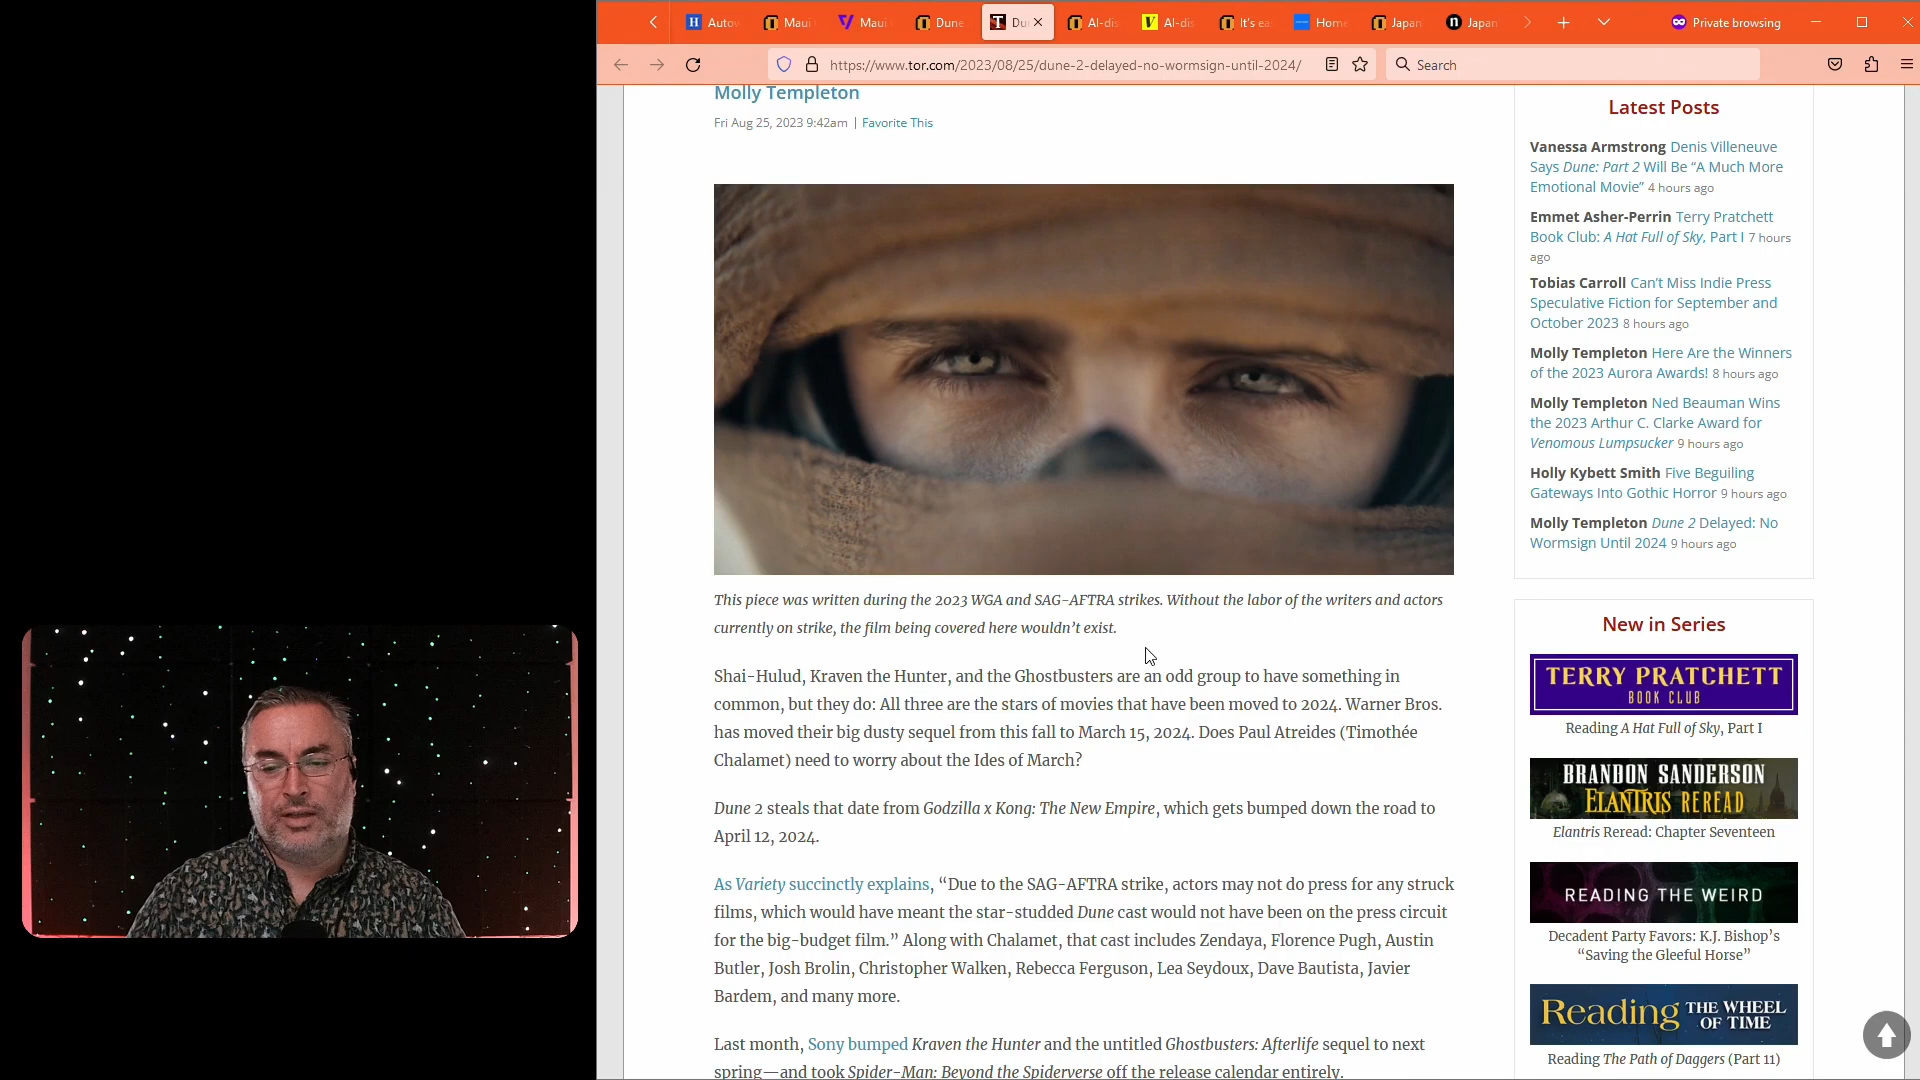 Autov
Maui
Maui
Dune
Du
AI-dis
AI-dis
It's ea
Home
Japan
Japan
Private browsing
https://www.tor.com/2023/08/25/dune-2-delayed-no-wormsign-until-2024/
Search
Molly Templeton
Fri Aug 25, 2023 9:42am | Favorite This
This piece was written during the 2023 WGA and SAG-AFTRA strikes. Without the labor of the writers and actors
currently on strike, the film being covered here wouldn't exist.
Shai-Hulud, Kraven the Hunter, and the Ghostbusters are an odd group to have something in
common, but they do: All three are the stars of movies that have been moved to 2024. Warner Bros.
has moved their big dusty sequel from this fall to March 15, 2024. Does Paul Atreides (Timothée
Chalamet) need to worry about the Ides of March?
Dune 2 steals that date from Godzilla x Kong: The New Empire, which gets bumped down the road to
April 12, 2024.
As Variety succinctly explains, “Due to the SAG-AFTRA strike, actors may not do press for any struck
films, which would have meant the star-studded Dune cast would not have been on the press circuit
for the big-budget film.” Along with Chalamet, that cast includes Zendaya, Florence Pugh, Austin
Butler, Josh Brolin, Christopher Walken, Rebecca Ferguson, Lea Seydoux, Dave Bautista, Javier
Bardem, and many more.
Last month, Sony bumped Kraven the Hunter and the untitled Ghostbusters: Afterlife sequel to next
spring—and took Spider-Man: Beyond the Spiderverse off the release calendar entirely.
Latest Posts
Vanessa Armstrong Denis Villeneuve
Says Dune: Part 2 Will Be “A Much More
Emotional Movie” 4 hours ago
Emmet Asher-Perrin Terry Pratchett
Book Club: A Hat Full of Sky, Part I 7 hours
ago
Tobias Carroll Can't Miss Indie Press
Speculative Fiction for September and
October 2023 8 hours ago
Molly Templeton Here Are the Winners
of the 2023 Aurora Awards! 8 hours ago
Molly Templeton Ned Beauman Wins
the 2023 Arthur C. Clarke Award for
Venomous Lumpsucker 9 hours ago
Holly Kybett Smith Five Beguiling
Gateways Into Gothic Horror 9 hours ago
Molly Templeton Dune 2 Delayed: No
Wormsign Until 2024 9 hours ago
New in Series
TERRY PRATCHETT
BOOK CLUB
Reading A Hat Full of Sky, Part I
BRANDON SANDERSON
ELANTRIS REREAD
Elantris Reread: Chapter Seventeen
READING THE WEIRD
Decadent Party Favors: K.J. Bishop's
“Saving the Gleeful Horse”
Reading THE WHEEL
OF TIME
Reading The Path of Daggers (Part 11)